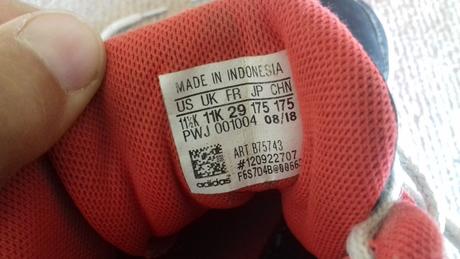 MADE IN INDONESIA
US UK FR JP CHN
11½K 11K 29 175 175
PWJ 001004 08/18
ART B75743
#120922707
adidas